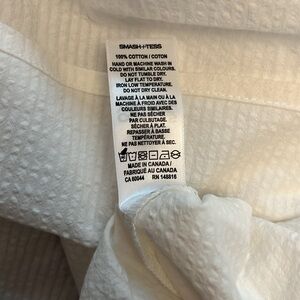 SMASH + TESS
100% COTTON / COTON
HAND OR MACHINE WASH IN
COLD WITH SIMILAR COLOURS.
DO NOT TUMBLE DRY.
LAY FLAT TO DRY.
IRON LOW TEMPERATURE.
DO NOT DRY CLEAN.
LAVAGE À LA MAIN OU À LA
MACHINE À FROID AVEC DES
COULEURS SIMILAIRES.
NE PAS SÉCHER
PAR CULBUTAGE.
SÉCHER À PLAT.
REPASSER À BASSE
TEMPÉRATURE.
NE PAS NETTOYER À SEC.
MADE IN CANADA /
FABRIQUÉ AU CANADA
CA 60044 RN 148816